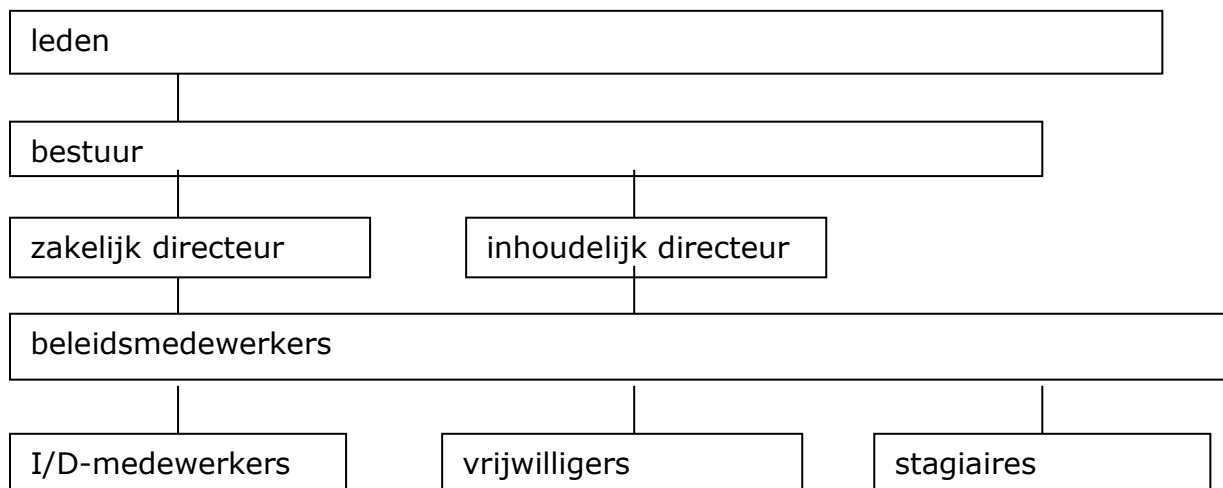 leden
bestuur
zakelijk directeur
inhoudelijk directeur
beleidsmedewerkers
I/D-medewerkers
vrijwilligers
stagiaires